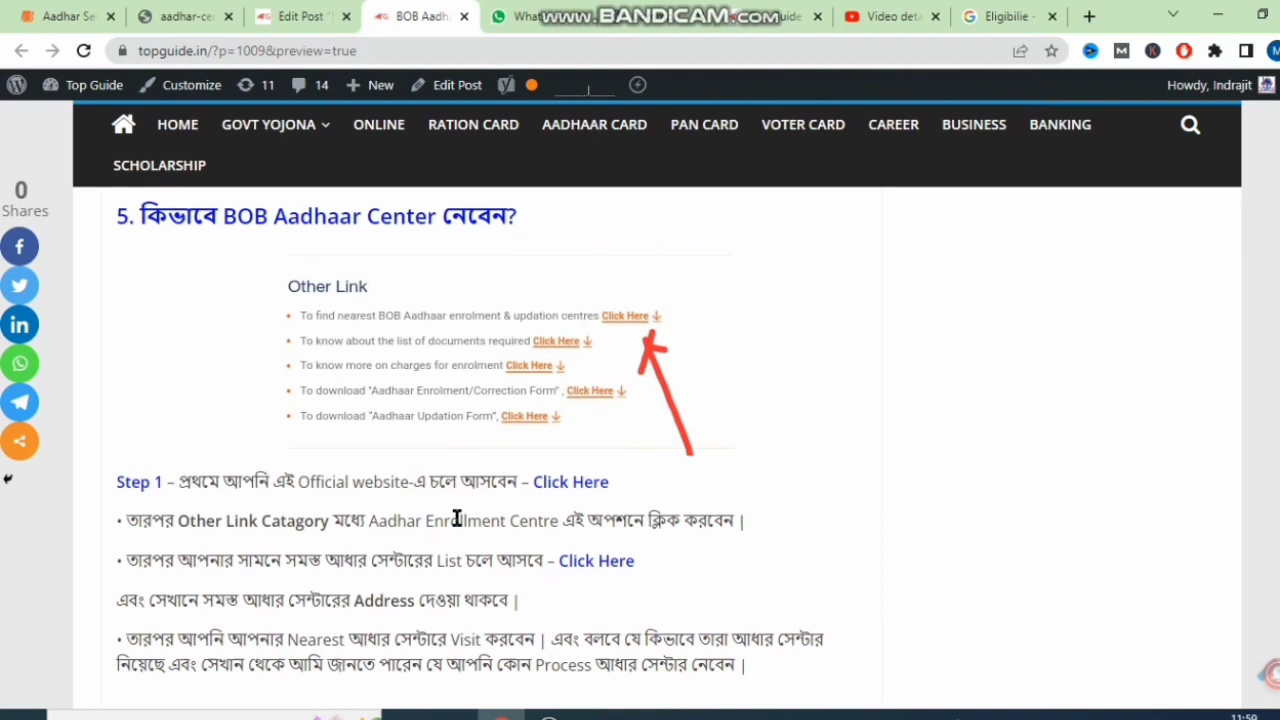 Aadhar Se
aadhar-ce
Edit Post "
BOB Aadh
What
WWW.BANDICAM.COM
uide
Video deta
Eligibilie -
topguide.in/?p=1009&preview=true
Top Guide
Customize
11
14
New
Edit Post
Howdy, Indrajit
HOME
GOVT YOJONA
ONLINE
RATION CARD
AADHAAR CARD
PAN CARD
VOTER CARD
CAREER
BUSINESS
BANKING
SCHOLARSHIP
0
Shares
5. কিভাবে BOB Aadhaar Center নেবেন?
Other Link
• To find nearest BOB Aadhaar enrolment & updation centres Click Here
• To know about the list of documents required Click Here
• To know more on charges for enrolment Click Here
• To download "Aadhaar Enrolment/Correction Form" , Click Here
• To download "Aadhaar Updation Form", Click Here
Step 1 – প্রথমে আপনি এই Official website-এ চলে আসবেন – Click Here
• তারপর Other Link Catagory মধ্যে Aadhar Enrollment Centre এই অপশনে ক্লিক করবেন |
• তারপর আপনার সামনে সমস্ত আধার সেন্টারের List চলে আসবে – Click Here
এবং সেখানে সমস্ত আধার সেন্টারের Address দেওয়া থাকবে |
• তারপর আপনি আপনার Nearest আধার সেন্টারে Visit করবেন | এবং বলবে যে কিভাবে তারা আধার সেন্টার
নিয়েছে এবং সেখান থেকে আমি জানতে পারেন যে আপনি কোন Process আধার সেন্টার নেবেন |
11:59